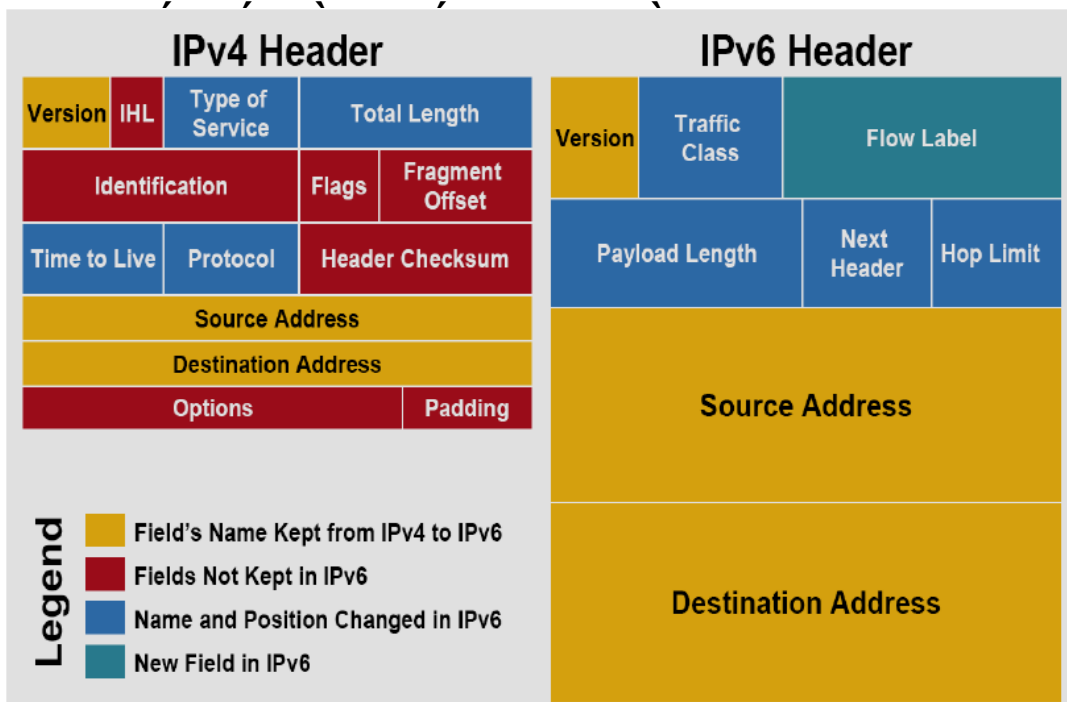 IPv4 Header
Version IHL Type of Service Total Length
Identification Flags Fragment Offset
Time to Live Protocol Header Checksum
Source Address
Destination Address
Options Padding
IPv6 Header
Version Traffic Class Flow Label
Payload Length Next Header Hop Limit
Source Address
Destination Address
Legend
Field's Name Kept from IPv4 to IPv6
Fields Not Kept in IPv6
Name and Position Changed in IPv6
New Field in IPv6